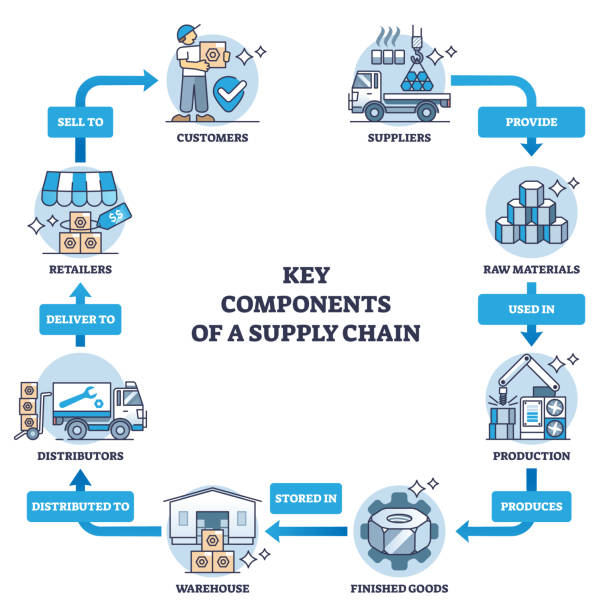 CUSTOMERS
SUPPLIERS
SELL TO
PROVIDE
$$
RETAILERS
RAW MATERIALS
KEY
COMPONENTS
OF A SUPPLY CHAIN
DELIVER TO
USED IN
DISTRIBUTORS
PRODUCTION
DISTRIBUTED TO
STORED IN
PRODUCES
WAREHOUSE
FINISHED GOODS